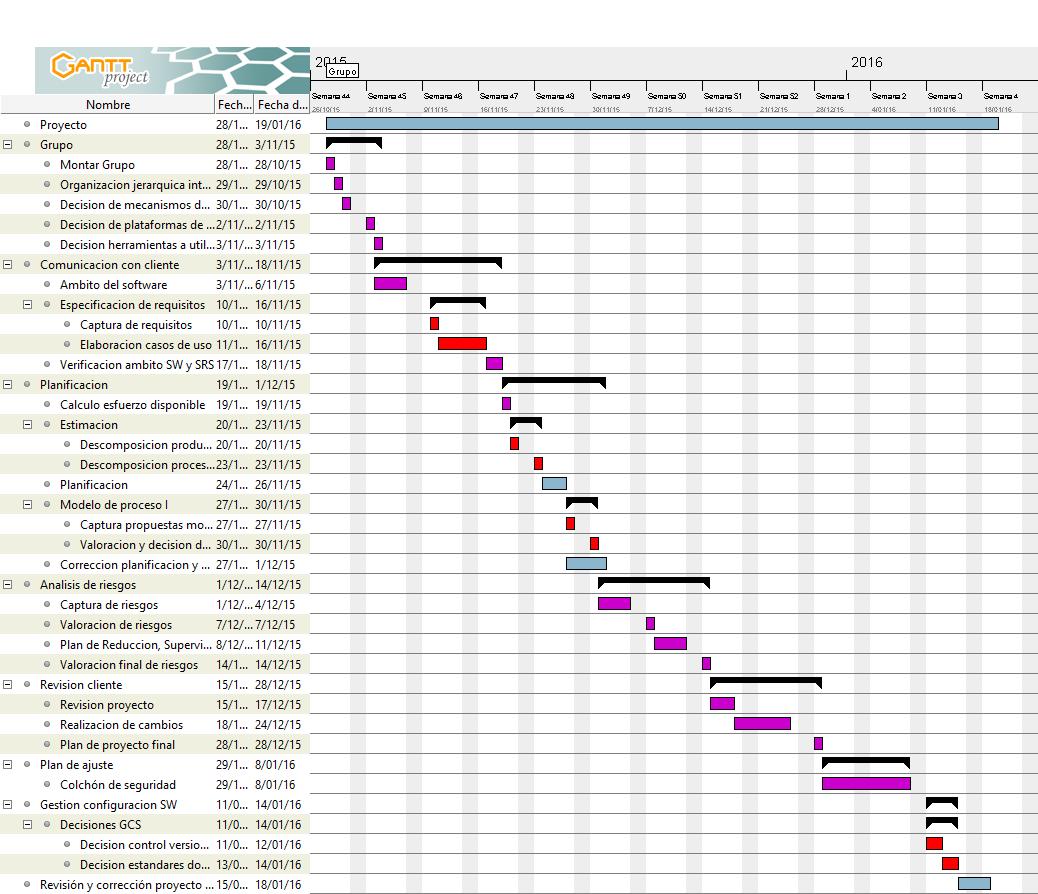 GANTT
project
2015
2016
Grupo
Nombre Fech... Fecha d...
Semana 44 Semana 45 Semana 46 Semana 47 Semana 48 Semana 49 Semana 50 Semana 51 Semana 52 Semana 1 Semana 2 Semana 3 Semana 4
26/10/15 2/11/15 9/11/15 16/11/15 23/11/15 30/11/15 7/12/15 14/12/15 21/12/15 28/12/15 4/01/16 11/01/16 18/01/16
Proyecto 28/1... 19/01/16
Grupo 28/1... 3/11/15
Montar Grupo 28/1... 28/10/15
Organizacion jerarquica int... 29/1... 29/10/15
Decision de mecanismos d... 30/1... 30/10/15
Decision de plataformas de ... 2/11/... 2/11/15
Decision herramientas a util... 3/11/... 3/11/15
Comunicacion con cliente 3/11/... 18/11/15
Ambito del software 3/11/... 6/11/15
Especificacion de requisitos 10/1... 16/11/15
Captura de requisitos 10/1... 10/11/15
Elaboracion casos de uso 11/1... 16/11/15
Verificacion ambito SW y SRS 17/1... 18/11/15
Planificacion 19/1... 1/12/15
Calculo esfuerzo disponible 19/1... 19/11/15
Estimacion 20/1... 23/11/15
Descomposicion produ... 20/1... 20/11/15
Descomposicion proces... 23/1... 23/11/15
Planificacion 24/1... 26/11/15
Modelo de proceso I 27/1... 30/11/15
Captura propuestas mo... 27/1... 27/11/15
Valoracion y decision d... 30/1... 30/11/15
Correccion planificacion y ... 27/1... 1/12/15
Analisis de riesgos 1/12/... 14/12/15
Captura de riesgos 1/12/... 4/12/15
Valoracion de riesgos 7/12/... 7/12/15
Plan de Reduccion, Supervi... 8/12/... 11/12/15
Valoracion final de riesgos 14/1... 14/12/15
Revision cliente 15/1... 28/12/15
Revision proyecto 15/1... 17/12/15
Realizacion de cambios 18/1... 24/12/15
Plan de proyecto final 28/1... 28/12/15
Plan de ajuste 29/1... 8/01/16
Colchón de seguridad 29/1... 8/01/16
Gestion configuracion SW 11/0... 14/01/16
Decisiones GCS 11/0... 14/01/16
Decision control versio... 11/0... 12/01/16
Decision estandares do... 13/0... 14/01/16
Revisión y corrección proyecto ... 15/0... 18/01/16